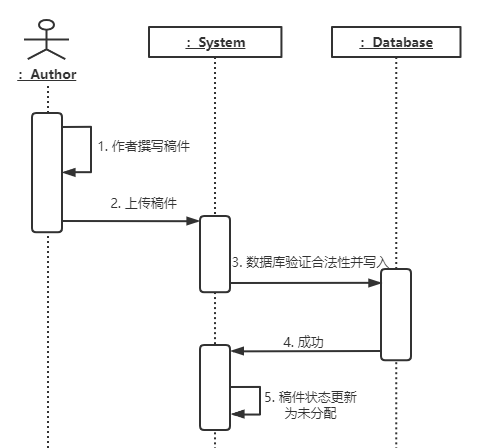 : System
: Database
: Author
1. 作者撰写稿件
2. 上传稿件
3. 数据库验证合法性并写入
4. 成功
5. 稿件状态更新
为未分配